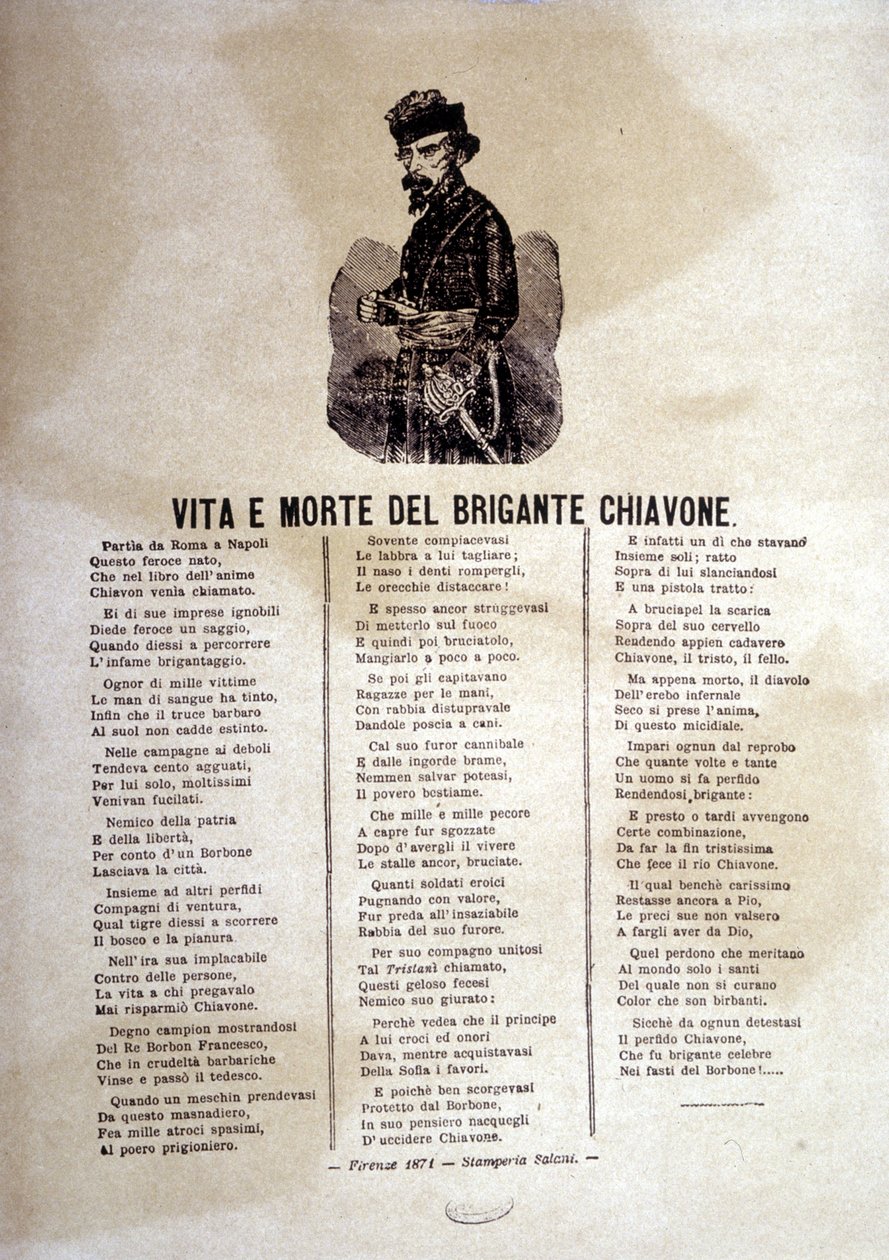 VITA E MORTE DEL BRIGANTE CHIAVONE.
Partìa da Roma a Napoli
Questo feroce nato,
Che nel libro dell'anime
Chiavon venìa chiamato.
Ei di sue imprese ignobili
Diede feroce un saggio,
Quando diessi a percorrere
L'infame brigantaggio.
Ognor di mille vittime
Le man di sangue ha tinto,
Infin che il truce barbaro
Al suol non cadde estinto.
Nelle campagne ai deboli
Tendeva cento agguati,
Per lui solo, moltissimi
Venivan fucilati.
Nemico della patria
E della libertà,
Per conto d'un Borbone
Lasciava la città.
Insieme ad altri perfidi
Compagni di ventura,
Qual tigre diessi a scorrere
Il bosco e la pianura
Nell'ira sua implacabile
Contro delle persone,
La vita a chi pregavalo
Mai risparmiò Chiavone.
Degno campion mostrandosi
Del Re Borbon Francesco,
Che in crudeltà barbariche
Vinse e passò il tedesco.
Quando un meschin prendevasi
Da questo masnadiero,
Fea mille atroci spasimi,
Al poero prigioniero.
Sovente compiacevasi
Le labbra a lui tagliare;
Il naso i denti rompergli,
Le orecchie distaccare!
E spesso ancor struggevasi
Di metterlo sul fuoco
E quindi poi bruciatolo,
Mangiarlo a poco a poco.
Se poi gli capitavano
Ragazze per le mani,
Con rabbia distupravale
Dandole poscia a cani.
Cal suo furor cannibale
E dalle ingorde brame,
Nemmen salvar poteasi,
Il povero bestiame.
Che mille e mille pecore
A capre fur sgozzate
Dopo d'avergli il vivere
Le stalle ancor, bruciate.
Quanti soldati eroici
Pugnando con valore,
Fur preda all'insaziabile
Rabbia del suo furore.
Per suo compagno unitosi
Tal Tristanì chiamato,
Questi geloso fecesi
Nemico suo giurato:
Perchè vedea che il principe
A lui croci ed onori
Dava, mentre acquistavasi
Della Sofia i favori.
E poichè ben scorgevasi
Protetto dal Borbone,
In suo pensiero nacquegli
D'uccidere Chiavone.
E infatti un dì che stavano
Insieme soli; ratto
Sopra di lui slanciandosi
E una pistola tratto:
A bruciapel la scarica
Sopra del suo cervello
Rendendo appien cadavere
Chiavone, il tristo, il fello.
Ma appena morto, il diavolo
Dell'erebo infernale
Seco si prese l'anima,
Di questo micidiale.
Impari ognun dal reprobo
Che quante volte e tante
Un uomo si fa perfido
Rendendosi brigante:
E presto o tardi avvengono
Certe combinazione,
Da far la fin tristissima
Che fece il rio Chiavone.
Il qual benchè carissimo
Restasse ancora a Pio,
Le preci sue non valsero
A fargli aver da Dio,
Quel perdono che meritano
Al mondo solo i santi
Del quale non si curano
Color che son birbanti.
Sicchè da ognun detestasi
Il perfido Chiavone,
Che fu brigante celebre
Nei fasti del Borbone!.....
— Firenze 1871 — Stamperia Salani. —